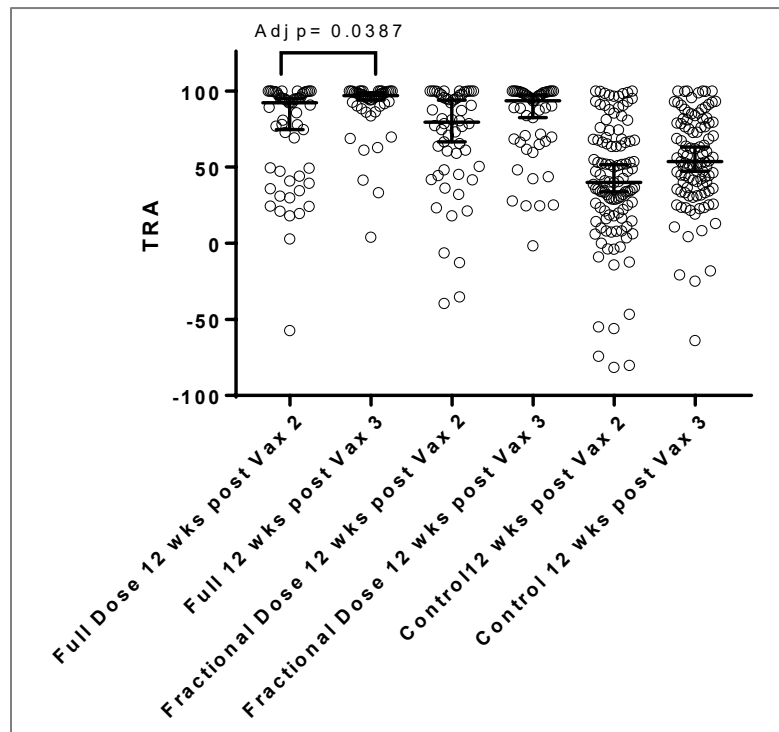 Adj p= 0.0387
TRA
100
50
0
-50
-100
Full Dose 12 wks post Vax 2
Full 12 wks post Vax 3
Fractional Dose 12 wks post Vax 2
Fractional Dose 12 wks post Vax 3
Control12 wks post Vax 2
Control 12 wks post Vax 3